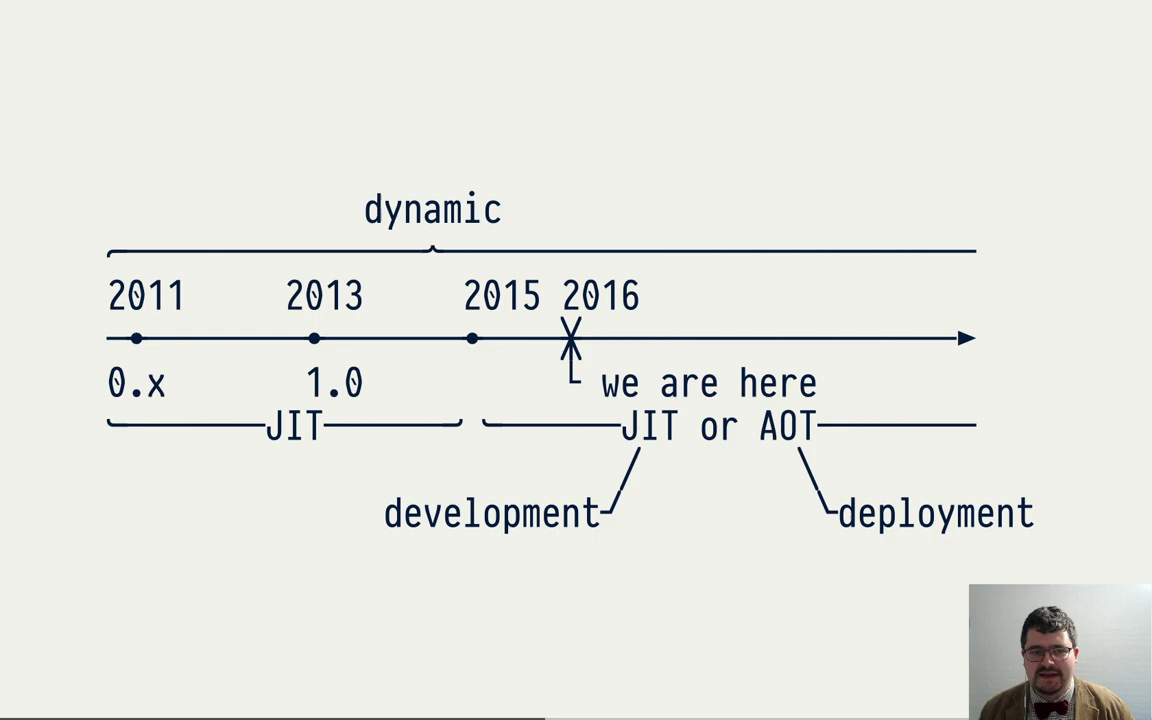 dynamic
2011 2013 2015 2016
0.x 1.0 we are here
JIT JIT or AOT
development deployment